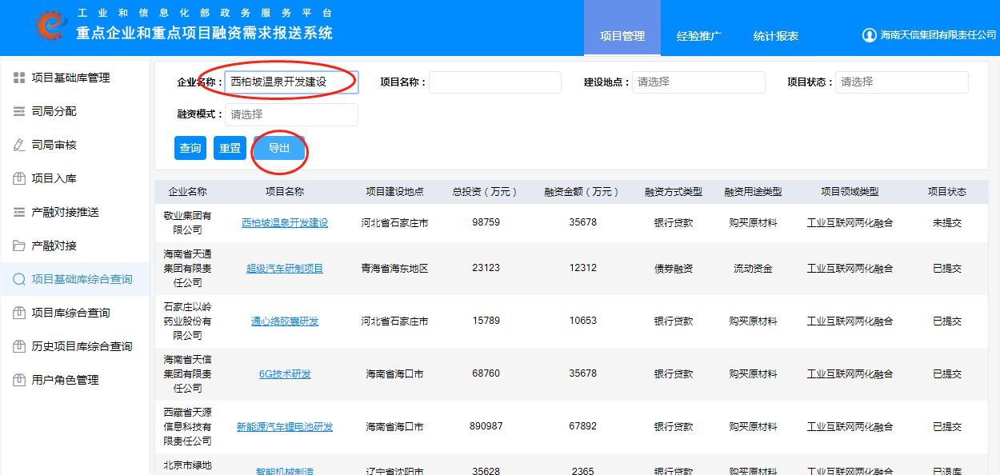 工业和信息化部政务服务平台
重点企业和重点项目融资需求报送系统
项目管理
经验推广
统计报表
海南天信集团有限责任公司
项目基础库管理
司局分配
司局审核
项目入库
产融对接推送
产融对接
项目基础库综合查询
项目库综合查询
历史项目库综合查询
用户角色管理
企业名称： 西柏坡温泉开发建设 项目名称： 建设地点： 请选择 项目状态： 请选择
融资模式： 请选择
查询 重置 导出
企业名称 项目名称 项目建设地点 总投资（万元） 融资金额（万元） 融资方式类型 融资用途类型 项目领域类型 项目状态
敬业集团有
限公司
西柏坡温泉开发建设 河北省石家庄市 98759 35678 银行贷款 购买原材料 工业互联网两化融合 未提交
海南省天通
集团有限责
任公司
超级汽车研制项目 青海省海东地区 23123 12312 债券融资 流动资金 工业互联网两化融合 已提交
石家庄以岭
药业股份有
限公司
通心络胶囊研发 河北省石家庄市 15789 10653 银行贷款 购买原材料 工业互联网两化融合 已提交
海南省天信
集团有限责
任公司
6G技术研发 海南省海口市 68760 35678 银行贷款 购买原材料 工业互联网两化融合 已提交
西藏省天源
信息科技有
限责任公司
新能源汽车锂电池研发 海南省海口市 890987 67892 银行贷款 购买原材料 工业互联网两化融合 已提交
北京市绿地
智能机械制造 辽宁省沈阳市 35628 2365 银行贷款 购买原材料 工业互联网两化融合 已退库